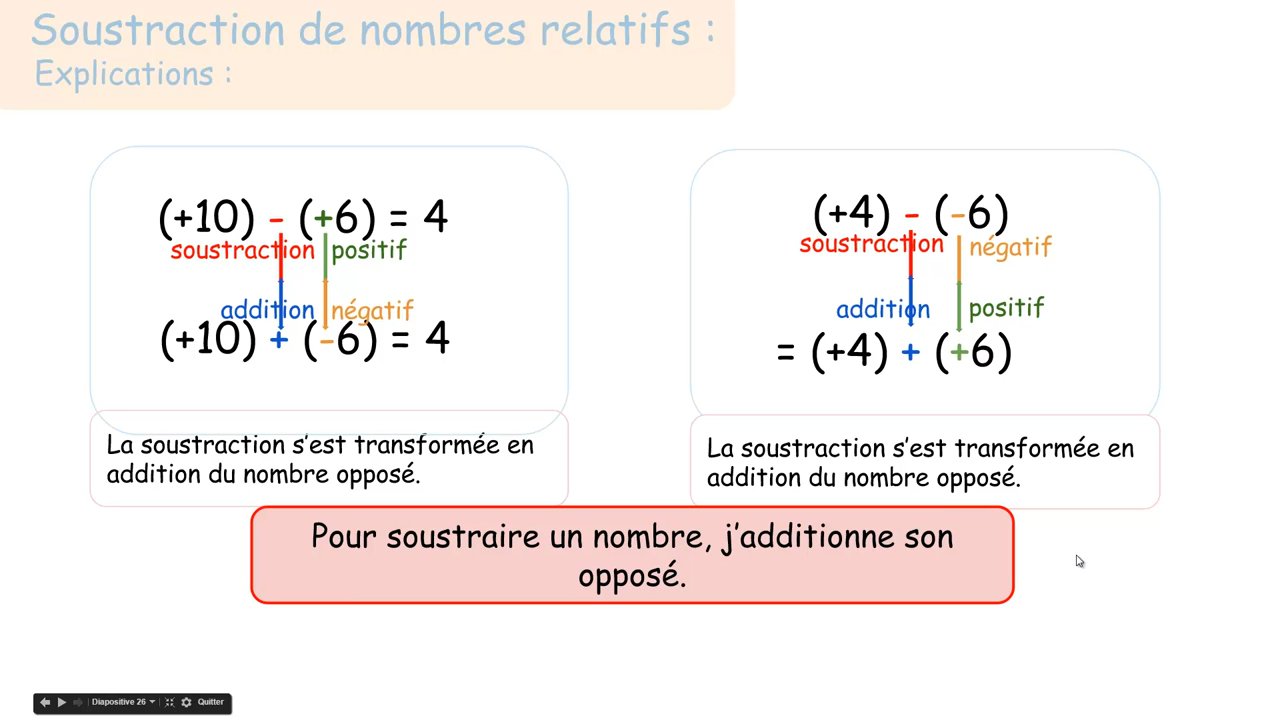 Soustraction de nombres relatifs :
Explications :
(+10) - (+6) = 4
soustraction positif
addition négatif
(+10) + (-6) = 4
La soustraction s'est transformée en
addition du nombre opposé.
(+4) - (-6)
soustraction négatif
addition positif
= (+4) + (+6)
La soustraction s'est transformée en
addition du nombre opposé.
Pour soustraire un nombre, j'additionne son
opposé.
Diapositive 26 Quitter